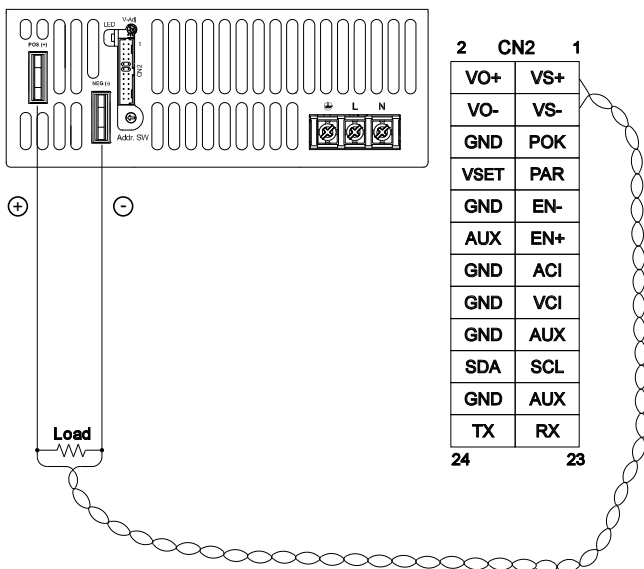 LED
V-Adj
POS (+)
1
CN2
NEG (-)
Addr. SW
⏚ L N
+ -
Load
2 CN2 1
VO+ VS+
VO- VS-
GND POK
VSET PAR
GND EN-
AUX EN+
GND ACI
GND VCI
GND AUX
SDA SCL
GND AUX
TX RX
24 23